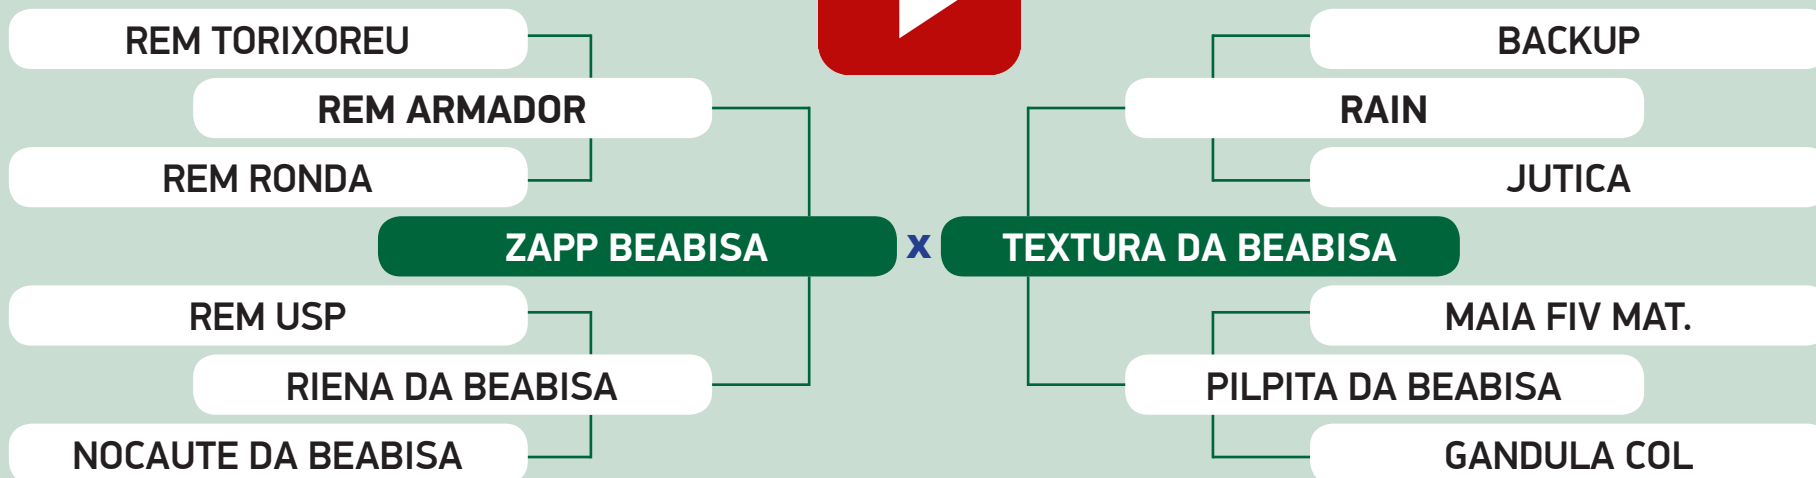 REM TORIXOREU
BACKUP
REM ARMADOR
RAIN
REM RONDA
JUTICA
ZAPP BEABISA x TEXTURA DA BEABISA
REM USP
MAIA FIV MAT.
RIENA DA BEABISA
PILPITA DA BEABISA
NOCAUTE DA BEABISA
GANDULA COL